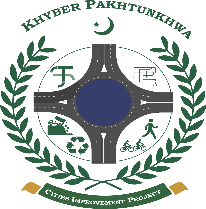 KHYBER PAKHTUNKHWA
CITIES IMPROVEMENT PROJECT